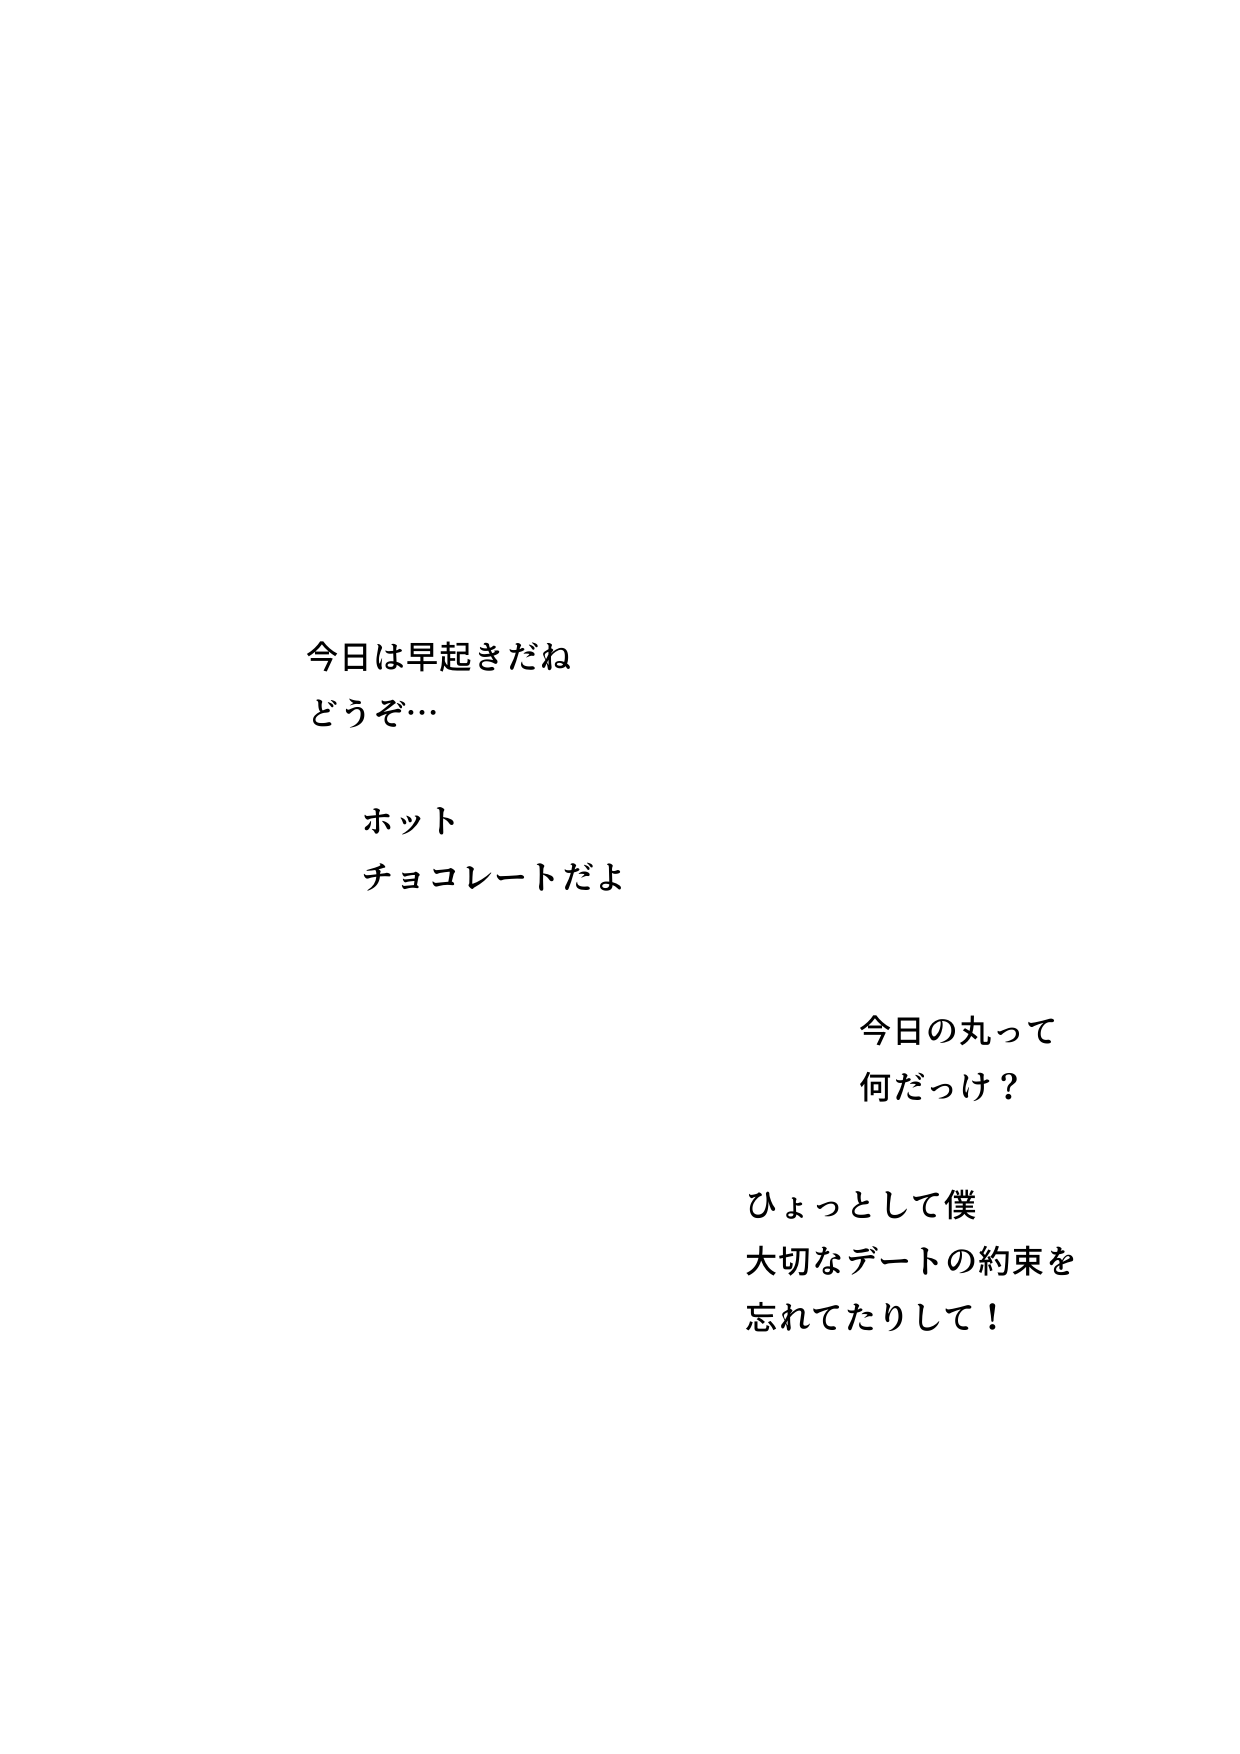 今日は早起きだね
どうぞ…
ホット
チョコレートだよ
今日の丸って
何だっけ？
ひょっとして僕
大切なデートの約束を
忘れてたりして！